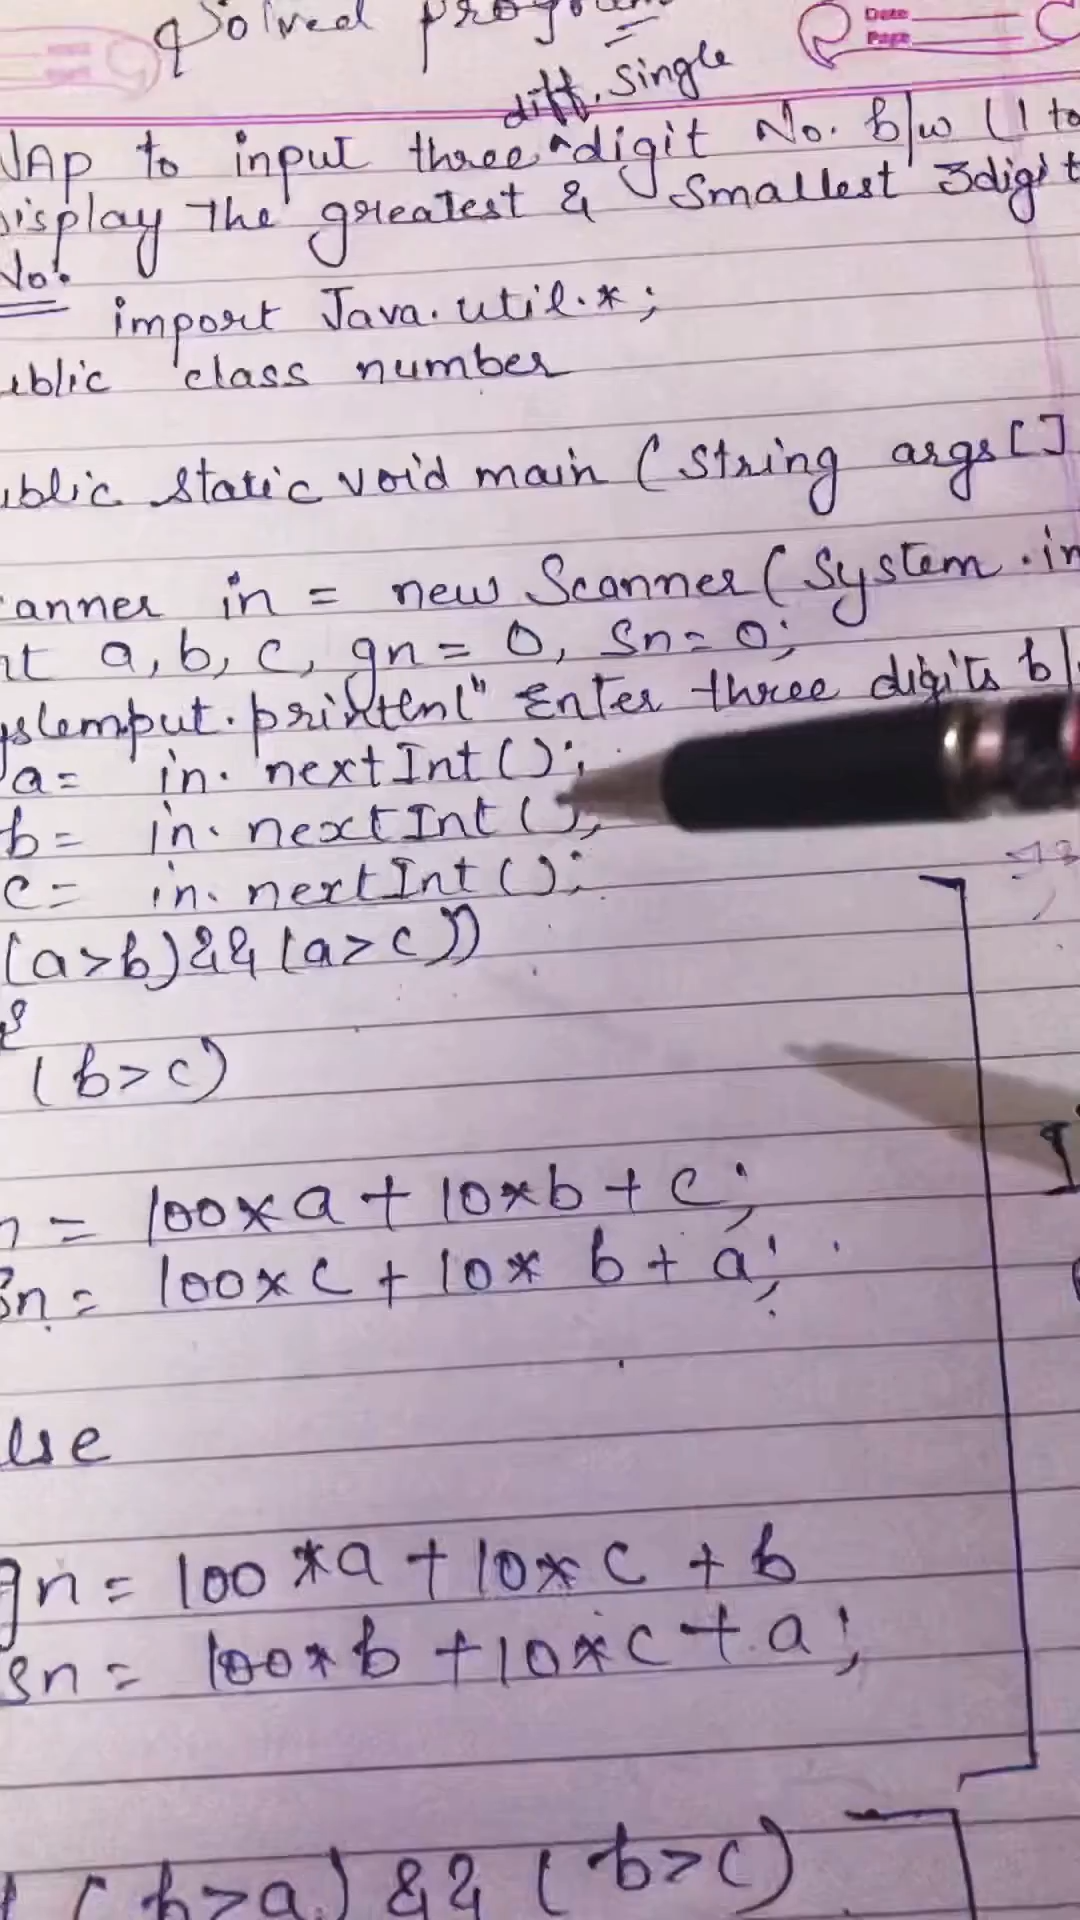 Solved program
Date
Page
diff. single
WAP to input three ^ digit No. b/w (1 to
Display The greatest & Smallest 3digit
No.
import Java.util.*;
ublic class number
ublic static void main (String args[]
canner in = new Scanner(System.in
nt a, b, c, gn = 0, Sn = 0;
ystemput.println" Enter three digits b/
a = in.nextInt();
b = in.nextInt();
c = in.nextInt();
(a>b)&&(a>c))
{
(b>c)
n = 100*a + 10*b + c;
Sn = 100*c + 10* b + a;
lse
gn = 100*a + 10*c + b
Sn = 100*b + 10*c + a;
(b>a) && (b>c)